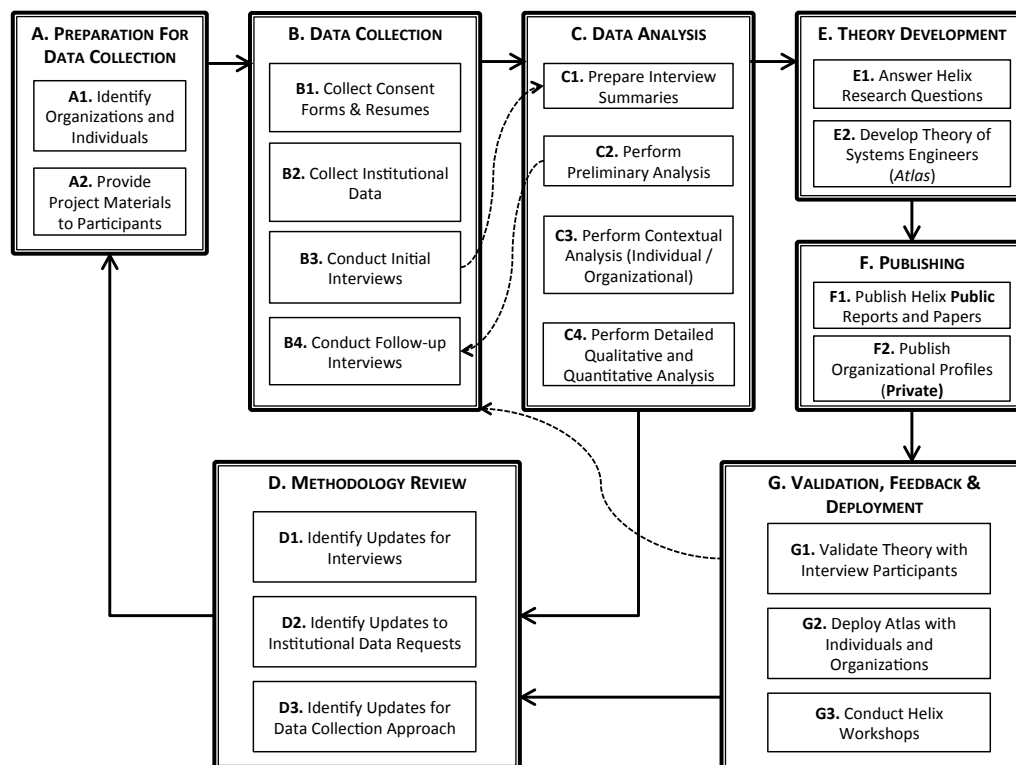 A. PREPARATION FOR
DATA COLLECTION
A1. Identify
Organizations and
Individuals
A2. Provide
Project Materials
to Participants
B. DATA COLLECTION
B1. Collect Consent
Forms & Resumes
B2. Collect Institutional
Data
B3. Conduct Initial
Interviews
B4. Conduct Follow-up
Interviews
C. DATA ANALYSIS
C1. Prepare Interview
Summaries
C2. Perform
Preliminary Analysis
C3. Perform Contextual
Analysis (Individual /
Organizational)
C4. Perform Detailed
Qualitative and
Quantitative Analysis
E. THEORY DEVELOPMENT
E1. Answer Helix
Research Questions
E2. Develop Theory of
Systems Engineers
(Atlas)
F. PUBLISHING
F1. Publish Helix Public
Reports and Papers
F2. Publish
Organizational Profiles
(Private)
D. METHODOLOGY REVIEW
D1. Identify Updates for
Interviews
D2. Identify Updates to
Institutional Data Requests
D3. Identify Updates for
Data Collection Approach
G. VALIDATION, FEEDBACK &
DEPLOYMENT
G1. Validate Theory with
Interview Participants
G2. Deploy Atlas with
Individuals and
Organizations
G3. Conduct Helix
Workshops